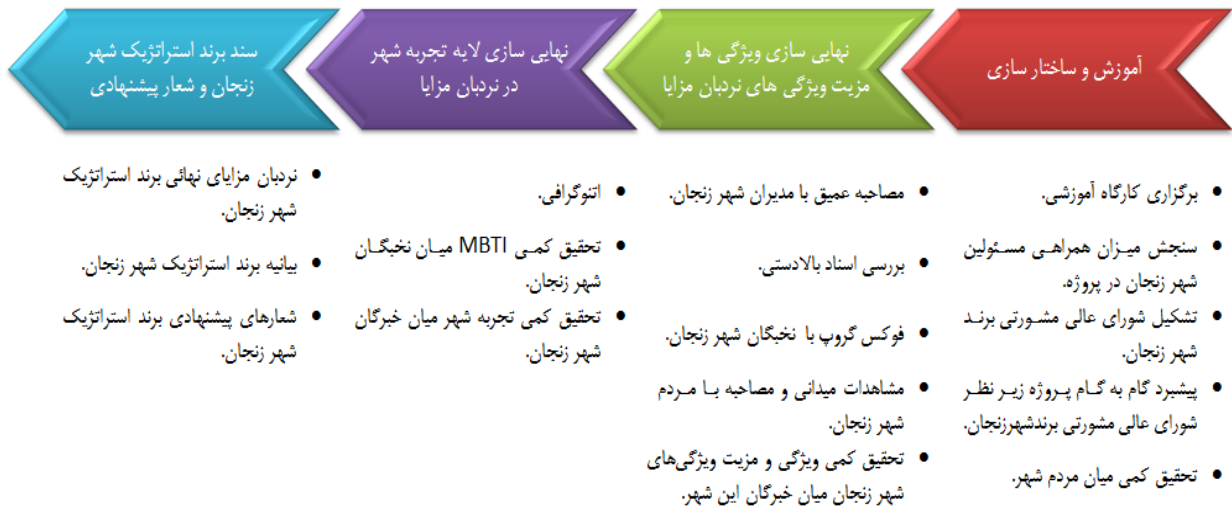 آموزش و ساختار سازی
برگزاری کارگاه آموزشی.
سنجش میزان همراهی مسئولین
شهر زنجان در پروژه.
تشکیل شورای عالی مشورتی برند
شهر زنجان.
پیشبرد گام به گام پروژه زیر نظر
شورای عالی مشورتی برندشهرزنجان.
تحقیق کمی میان مردم شهر.
نهایی سازی ویژگی ها و
مزیت ویژگی های نردبان مزایا
مصاحبه عمیق با مدیران شهر زنجان.
بررسی اسناد بالادستی.
فوکس گروپ با نخبگان شهر زنجان.
مشاهدات میدانی و مصاحبه با مردم
شهر زنجان.
تحقیق کمی ویژگی و مزیت ویژگی‌های
شهر زنجان میان خبرگان این شهر.
نهایی سازی لایه تجربه شهر
در نردبان مزایا
اتنوگرافی.
تحقیق کمی MBTI میان نخبگان
شهر زنجان.
تحقیق کمی تجربه شهر میان خبرگان
شهر زنجان.
سند برند استراتژیک شهر
زنجان و شعار پیشنهادی
نردبان مزایای نهائی برند استراتژیک
شهر زنجان.
بیانیه برند استراتژیک شهر زنجان.
شعارهای پیشنهادی برند استراتژیک
شهر زنجان.